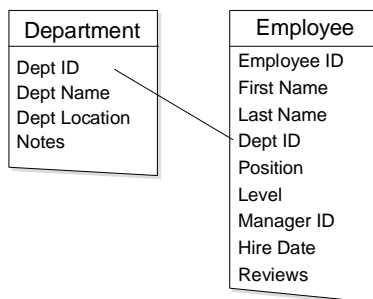 Department
Dept ID
Dept Name
Dept Location
Notes
Employee
Employee ID
First Name
Last Name
Dept ID
Position
Level
Manager ID
Hire Date
Reviews